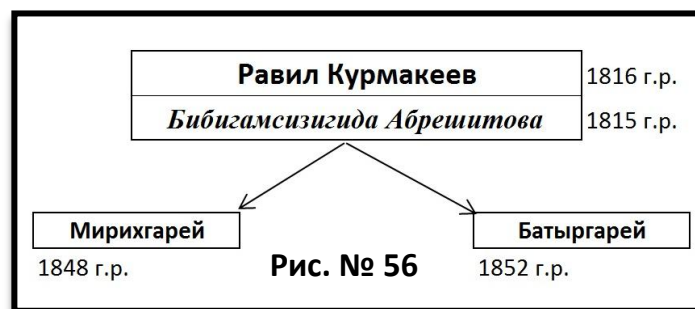 Равил Курмакеев 1816 г.р.
Бибигамсизигида Абрешитова 1815 г.р.
Мирихгарей Батыргарей
1848 г.р. Рис. № 56 1852 г.р.